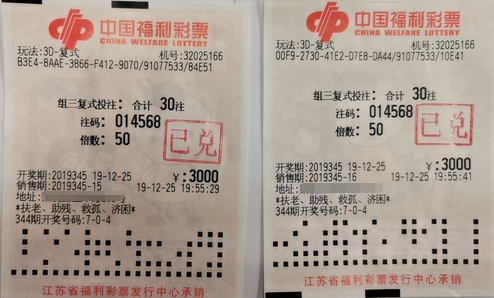 中国福利彩票
CHINA WELFARE LOTTERY
玩法:3D-复式 机号:32025166
B3E4-8AAE-3866-F412-9070/91077533/84E51
组三复式投注: 合计 30注
注码: 014568
倍数: 50
已兑
开奖期:2019345 19-12-25 ¥:3000
销售期:2019345-15 19-12-25 19:55:29
地址:
*扶老、助残、救孤、济困*
344期开奖号码:7-0-4
江苏省福利彩票发行中心承销
中国福利彩票
CHINA WELFARE LOTTERY
玩法:3D-复式 机号:32025166
00F9-2730-41E2-D7EB-DA44/91077533/10E41
组三复式投注: 合计 30注
注码: 014568
倍数: 50
已兑
开奖期:2019345 19-12-25 ¥:3000
销售期:2019345-16 19-12-25 19:55:41
地址:
*扶老、助残、救孤、济困*
344期开奖号码:7-0-4
江苏省福利彩票发行中心承销